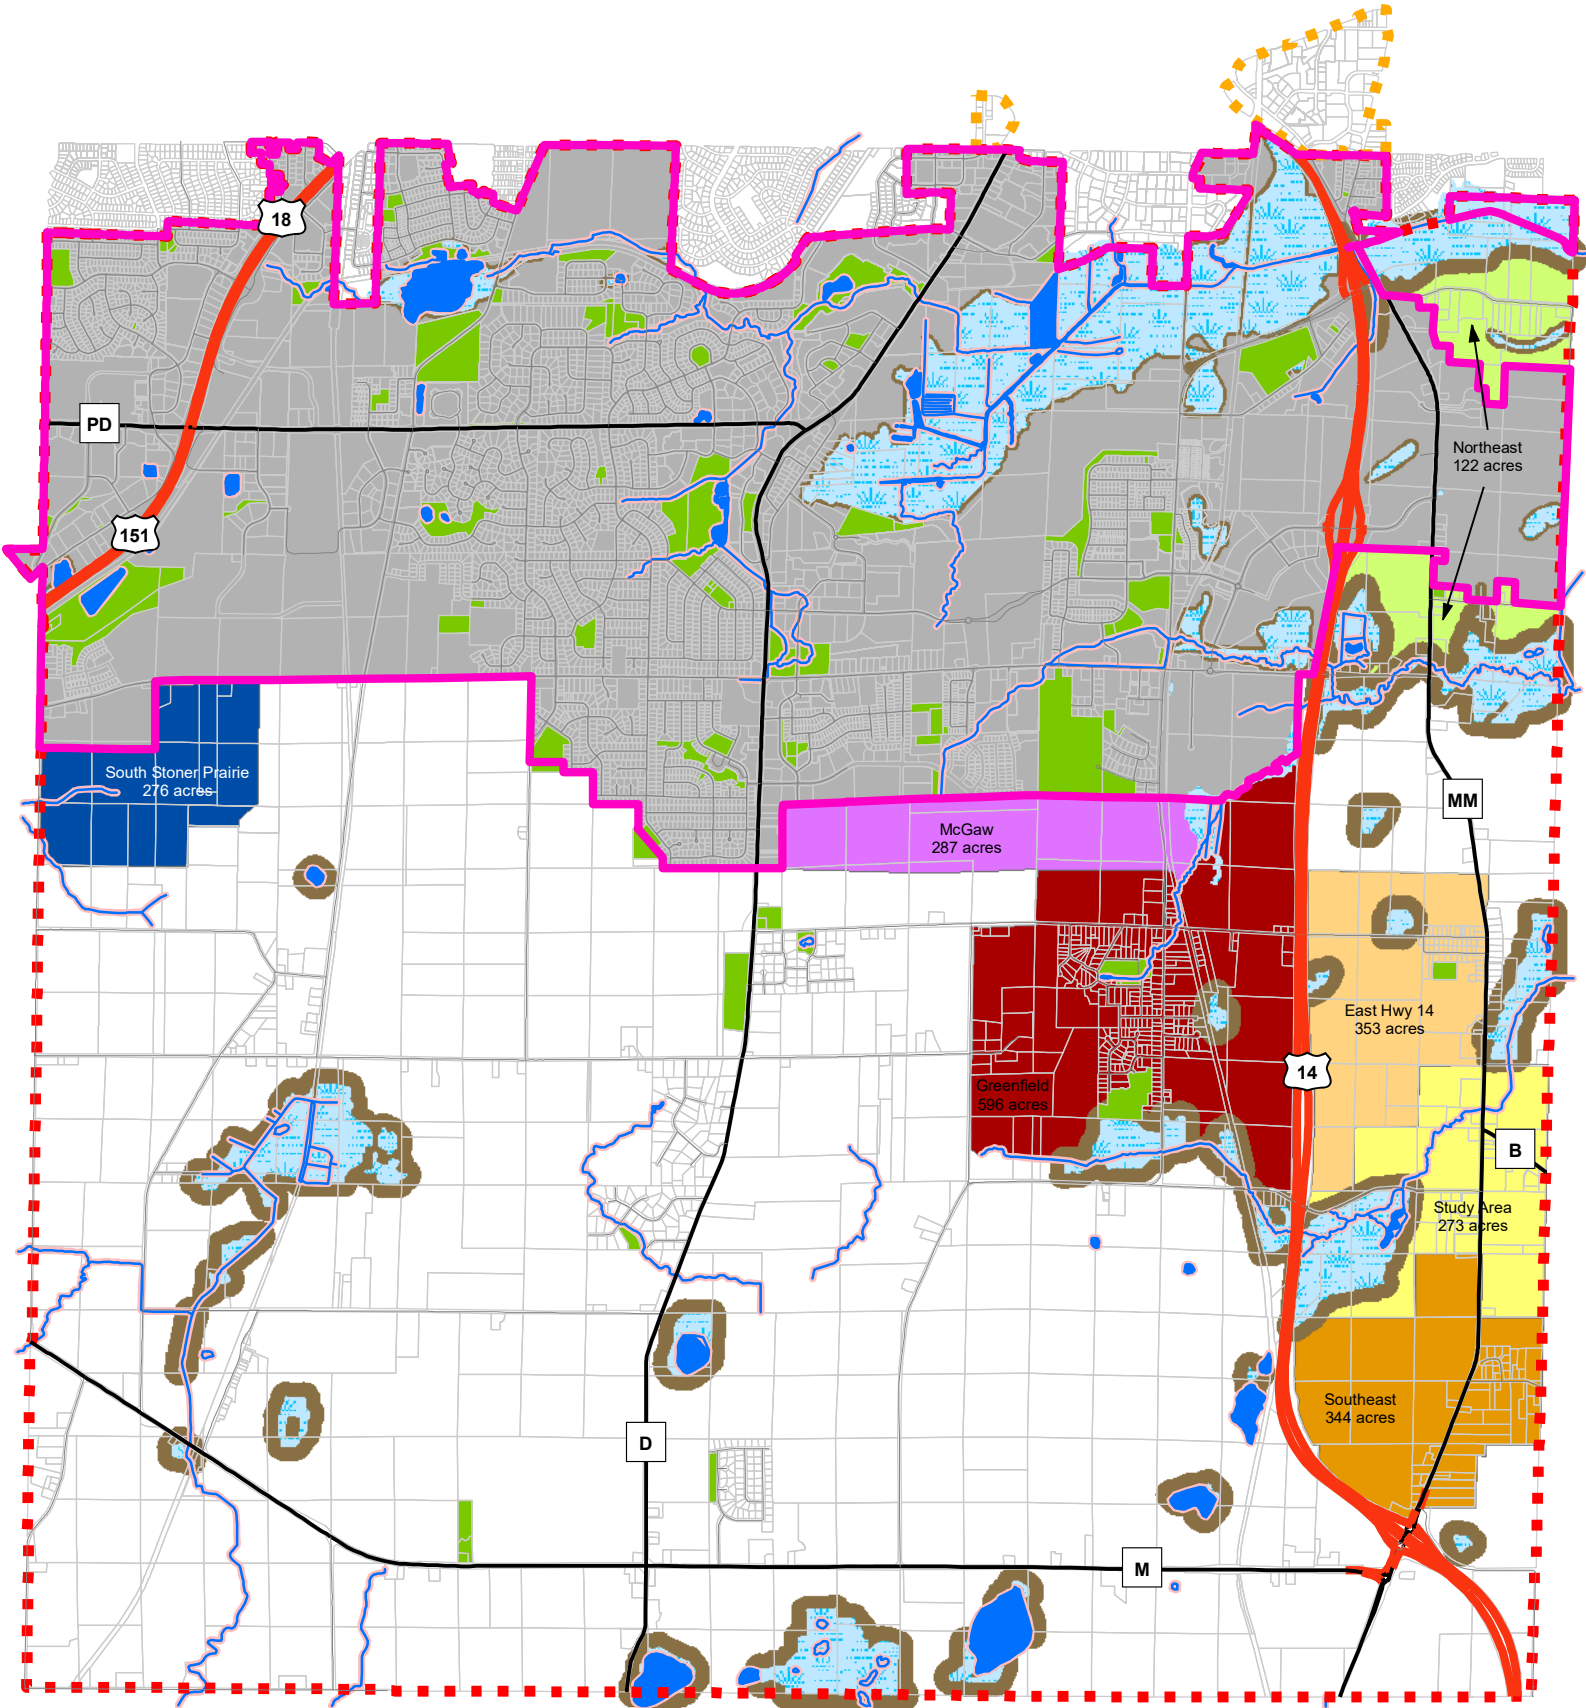 18
PD
Northeast
122 acres
151
South Stoner Prairie
276 acres
MM
McGaw
287 acres
East Hwy 14
353 acres
14
Greenfield
596 acres
B
Study Area
273 acres
Southeast
344 acres
D
M